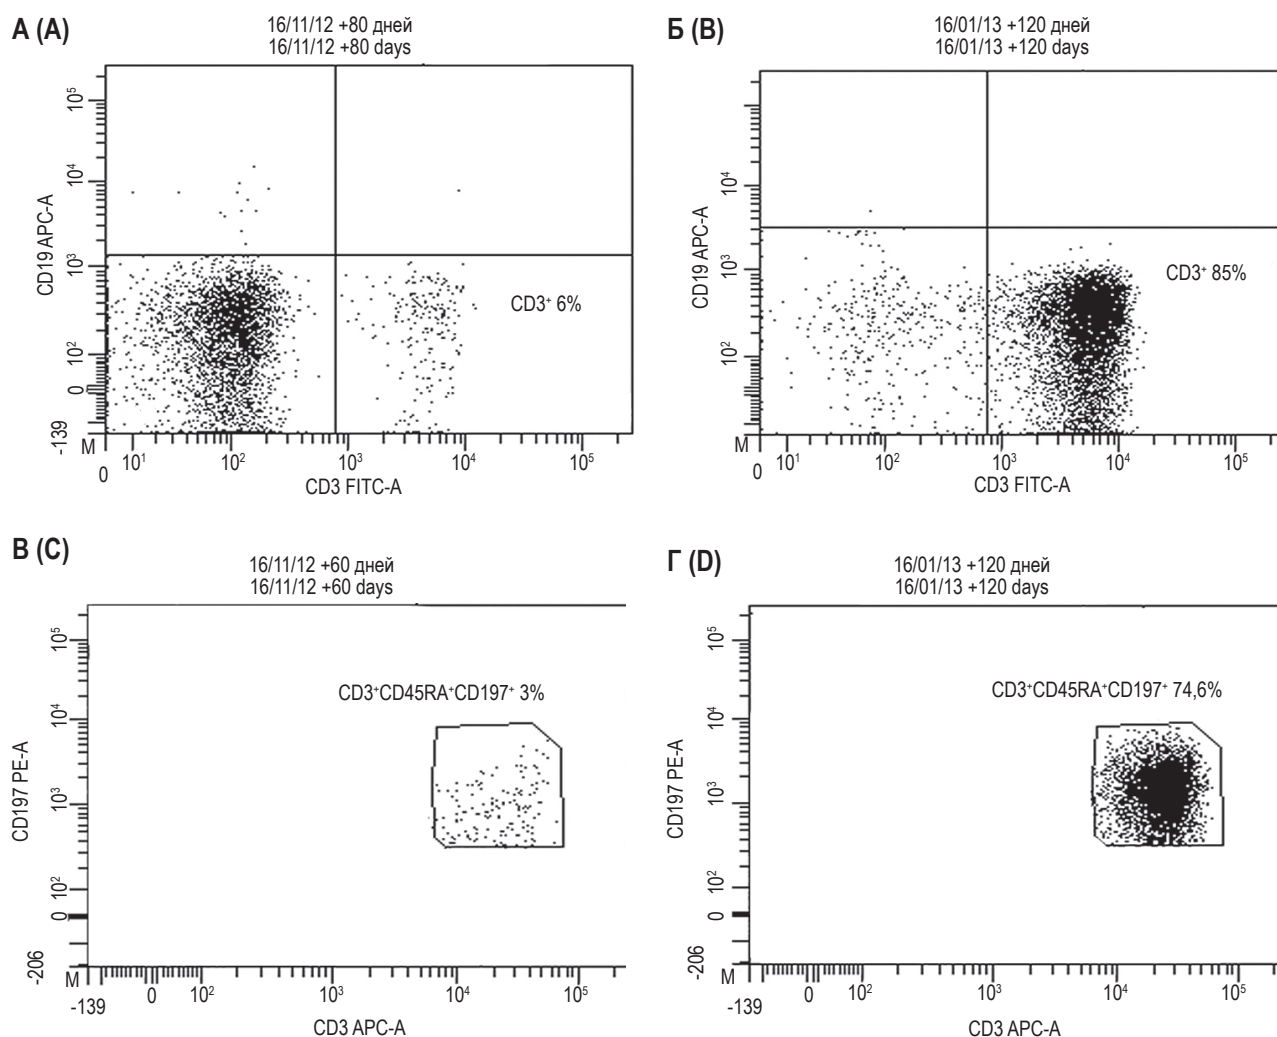 А (A)
16/11/12 +80 дней
16/11/12 +80 days
CD19 APC-A
10⁵
10⁴
10³
10²
0
-139
CD3⁺ 6%
M
0
10¹
10²
10³
10⁴
10⁵
CD3 FITC-A
Б (B)
16/01/13 +120 дней
16/01/13 +120 days
CD19 APC-A
10⁴
10³
10²
CD3⁺ 85%
M
0
10¹
10²
10³
10⁴
10⁵
CD3 FITC-A
В (C)
16/11/12 +60 дней
16/11/12 +60 days
CD197 PE-A
10⁵
10⁴
10³
10²
0
-206
CD3⁺CD45RA⁺CD197⁺ 3%
M
-139
0
10²
10³
10⁴
10⁵
CD3 APC-A
Г (D)
16/01/13 +120 дней
16/01/13 +120 days
CD197 PE-A
10⁵
10⁴
10³
10²
0
-206
CD3⁺CD45RA⁺CD197⁺ 74,6%
M
-139
0
10²
10³
10⁴
10⁵
CD3 APC-A